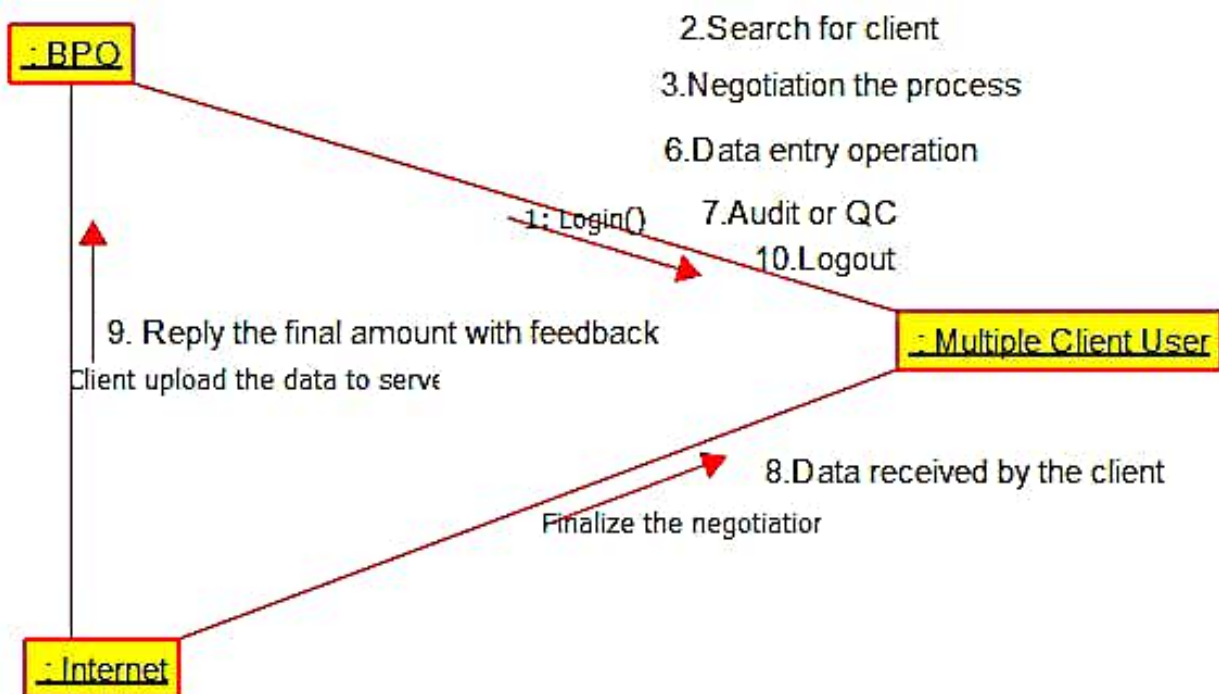 : BPO
2.Search for client
3.Negotiation the process
6.Data entry operation
1: Login()
7.Audit or QC
10.Logout
9. Reply the final amount with feedback
: Multiple Client User
Client upload the data to serve
8.Data received by the client
Finalize the negotiation
: Internet